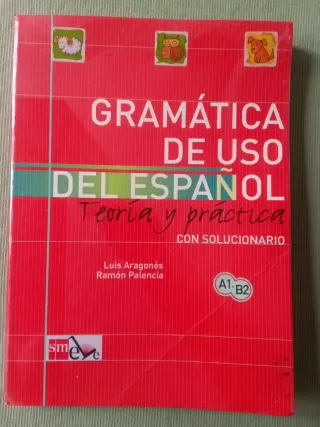 GRAMÁTICA
DE USO
DEL ESPAÑOL
Teoría y práctica
CON SOLUCIONARIO
Luis Aragonés
Ramón Palencia
A1-B2
sm ele